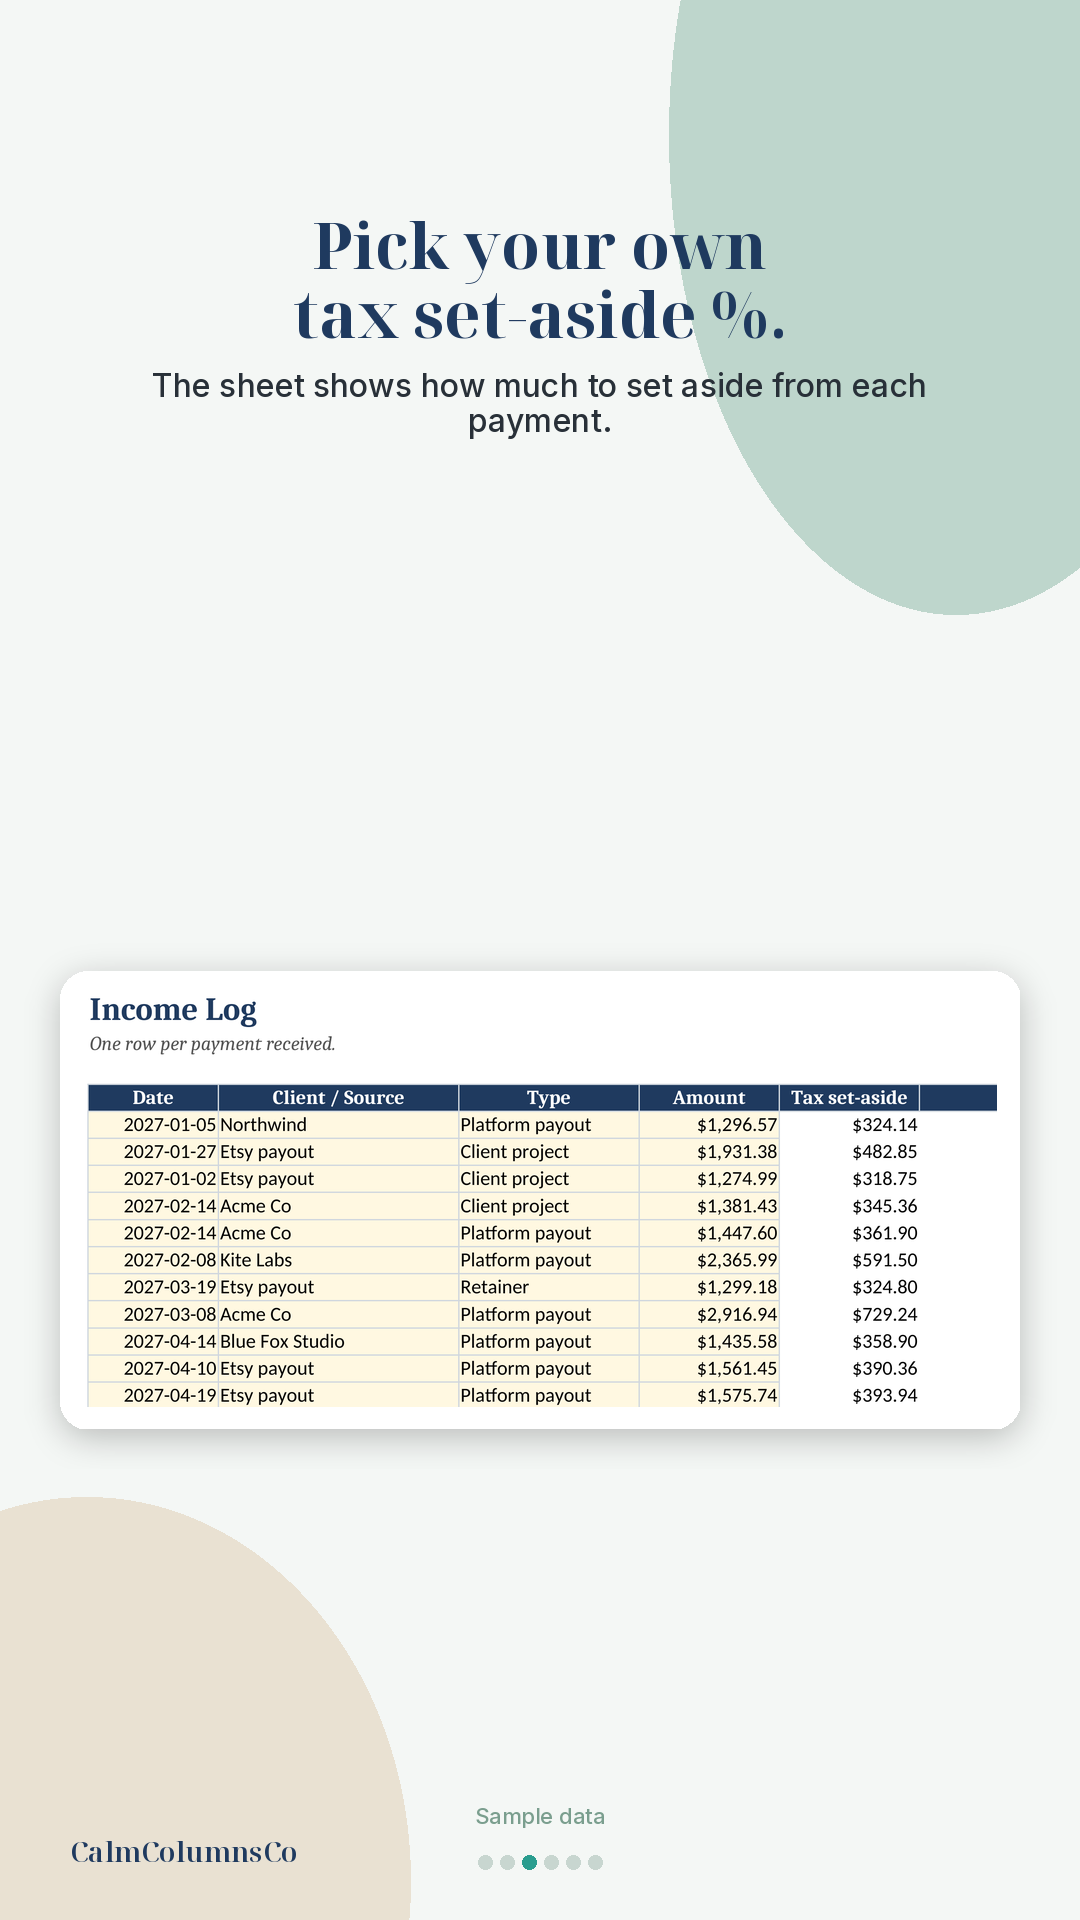 Pick your own
tax set-aside %.
The sheet shows how much to set aside from each
payment.
Income Log
One row per payment received.
Date Client / Source Type Amount Tax set-aside
2027-01-05 Northwind Platform payout $1,296.57 $324.14
2027-01-27 Etsy payout Client project $1,931.38 $482.85
2027-01-02 Etsy payout Client project $1,274.99 $318.75
2027-02-14 Acme Co Client project $1,381.43 $345.36
2027-02-14 Acme Co Platform payout $1,447.60 $361.90
2027-02-08 Kite Labs Platform payout $2,365.99 $591.50
2027-03-19 Etsy payout Retainer $1,299.18 $324.80
2027-03-08 Acme Co Platform payout $2,916.94 $729.24
2027-04-14 Blue Fox Studio Platform payout $1,435.58 $358.90
2027-04-10 Etsy payout Platform payout $1,561.45 $390.36
2027-04-19 Etsy payout Platform payout $1,575.74 $393.94
Sample data
CalmColumnsCo